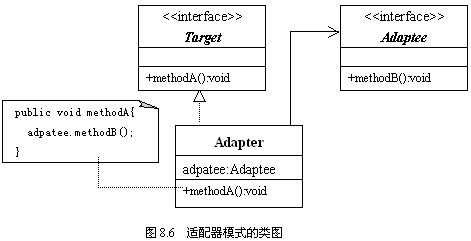 <<interface>>
Target
+methodA():void
<<interface>>
Adaptee
+methodB():void
public void methodA{
adpatee.methodB();
}
Adapter
adpatee:Adaptee
+methodA():void
图 8.6 适配器模式的类图